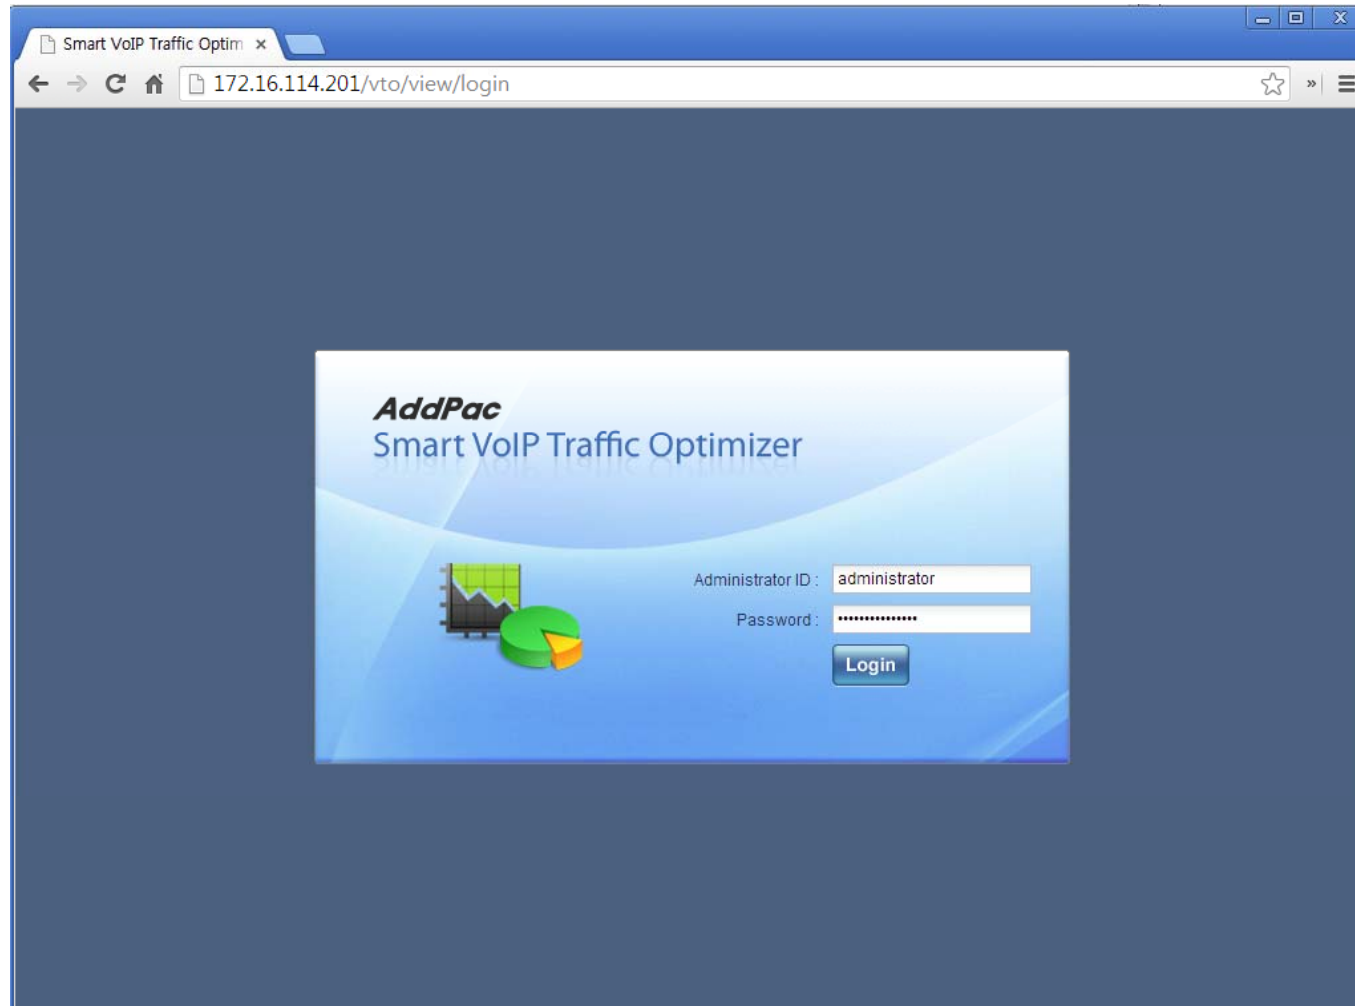 Smart VoIP Traffic Optim
172.16.114.201/vto/view/login
AddPac
Smart VoIP Traffic Optimizer
Administrator ID : administrator
Password : •••••••••••••••
Login